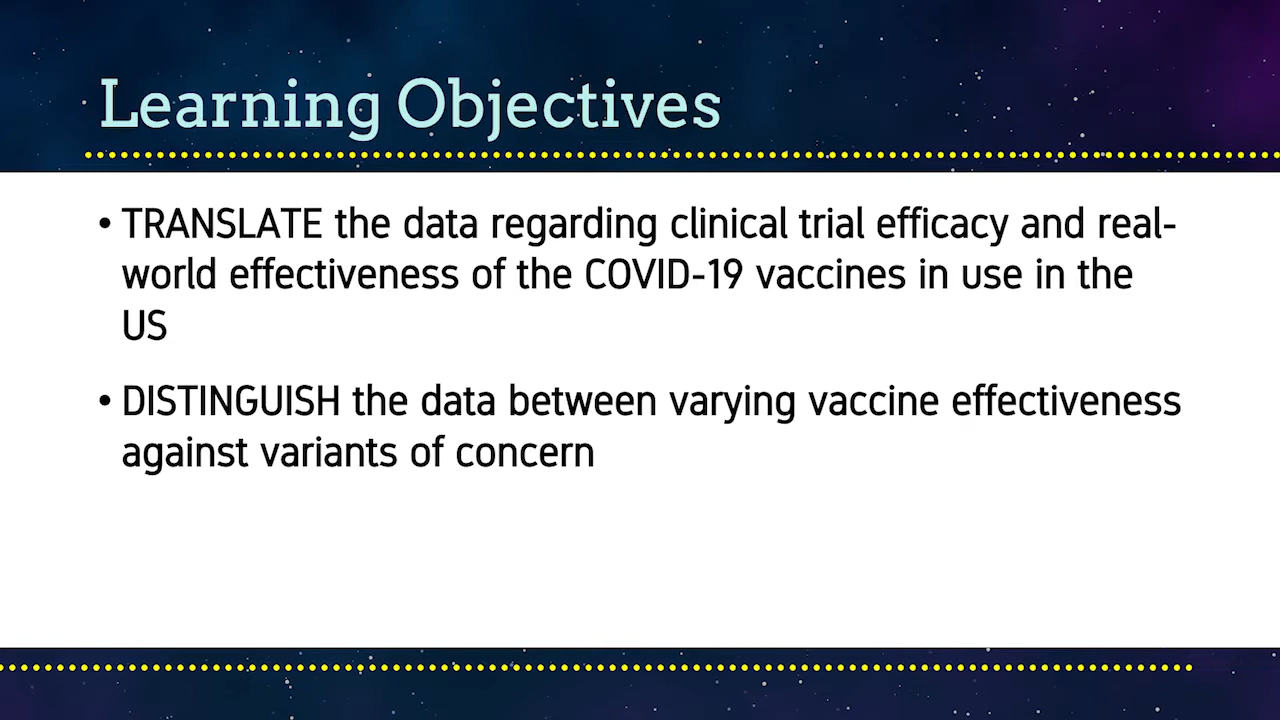 Learning Objectives
• TRANSLATE the data regarding clinical trial efficacy and real-
world effectiveness of the COVID-19 vaccines in use in the
US
• DISTINGUISH the data between varying vaccine effectiveness
against variants of concern